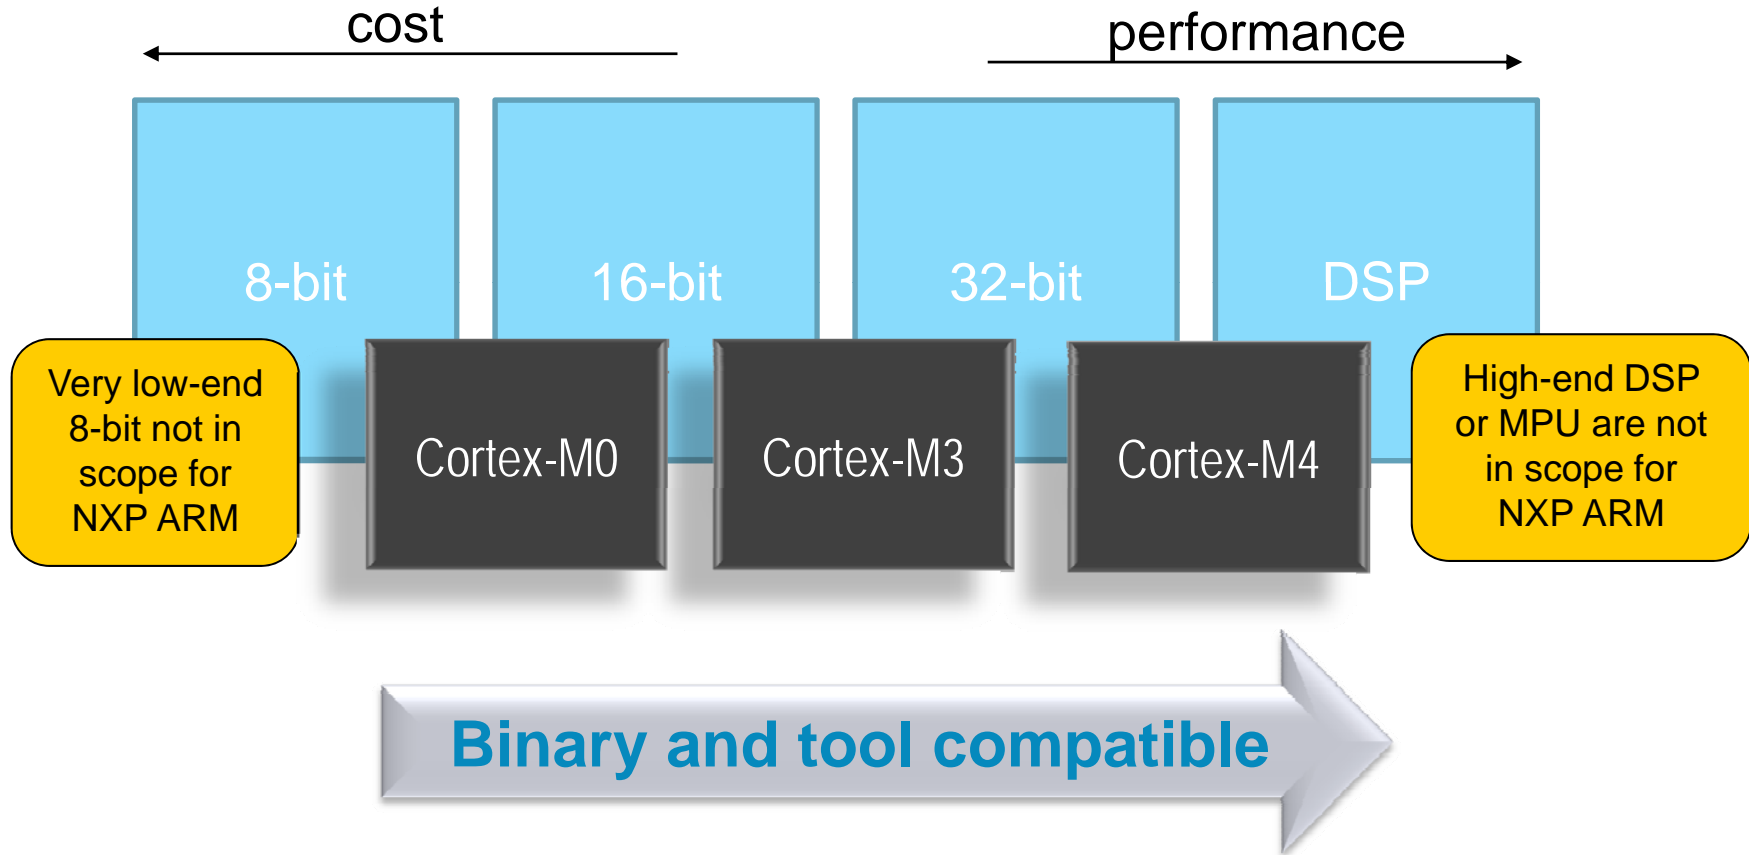 cost
performance
8-bit
16-bit
32-bit
DSP
Very low-end
8-bit not in
scope for
NXP ARM
Cortex-M0
Cortex-M3
Cortex-M4
High-end DSP
or MPU are not
in scope for
NXP ARM
Binary and tool compatible